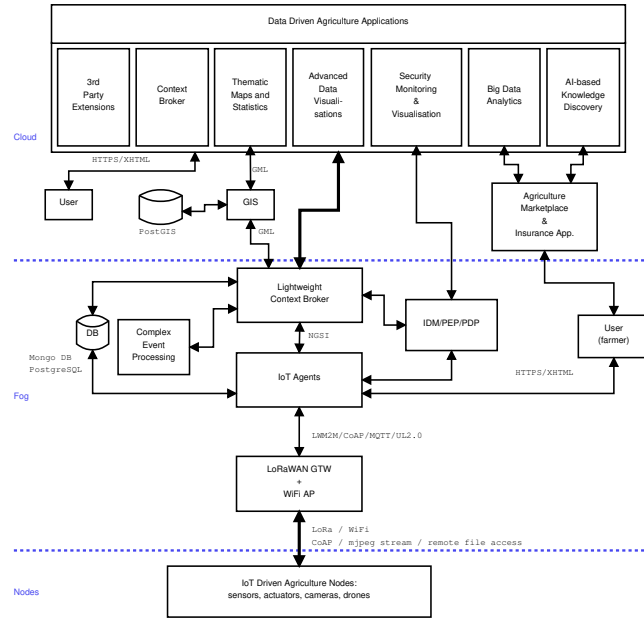 Data Driven Agriculture Applications
3rd
Party
Extensions
Context
Broker
Thematic
Maps and
Statistics
Advanced
Data
Visuali-
sations
Security
Monitoring
&
Visualisation
Big Data
Analytics
AI-based
Knowledge
Discovery
Cloud
HTTPS/XHTML
GML
User
PostGIS
GIS
GML
Agriculture
Marketplace
&
Insurance App.
Lightweight
Context Broker
DB
Complex
Event
Processing
NGSI
IDM/PEP/PDP
User
(farmer)
Mongo DB
PostgreSQL
IoT Agents
HTTPS/XHTML
Fog
LWM2M/CoAP/MQTT/UL2.0
LoRaWAN GTW
+
WiFi AP
LoRa / WiFi
CoAP / mjpeg stream / remote file access
Nodes
IoT Driven Agriculture Nodes:
sensors, actuators, cameras, drones